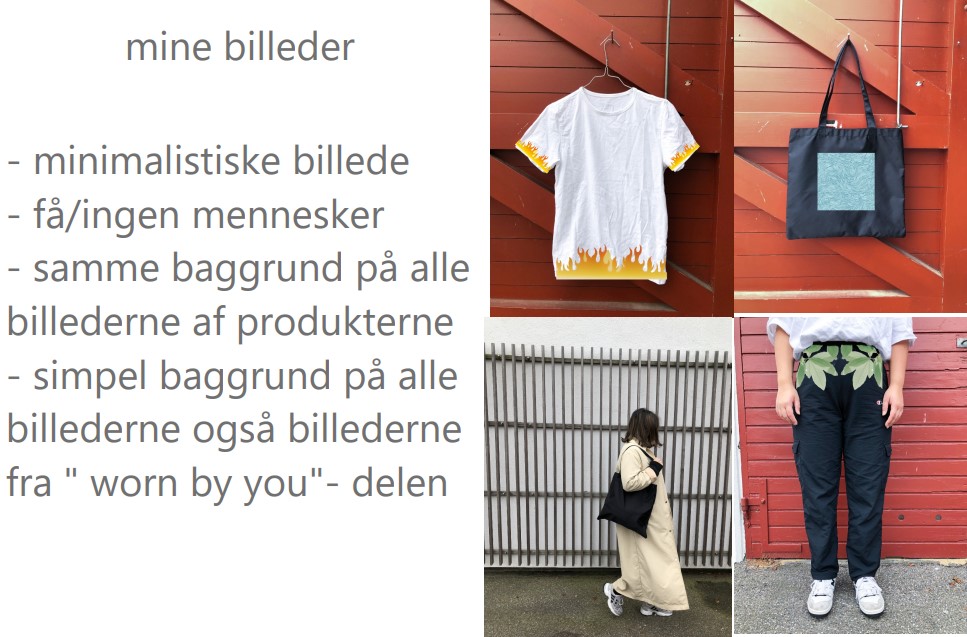 mine billeder
- minimalistiske billede
- få/ingen mennesker
- samme baggrund på alle
billederne af produkterne
- simpel baggrund på alle
billederne også billederne
fra " worn by you"- delen